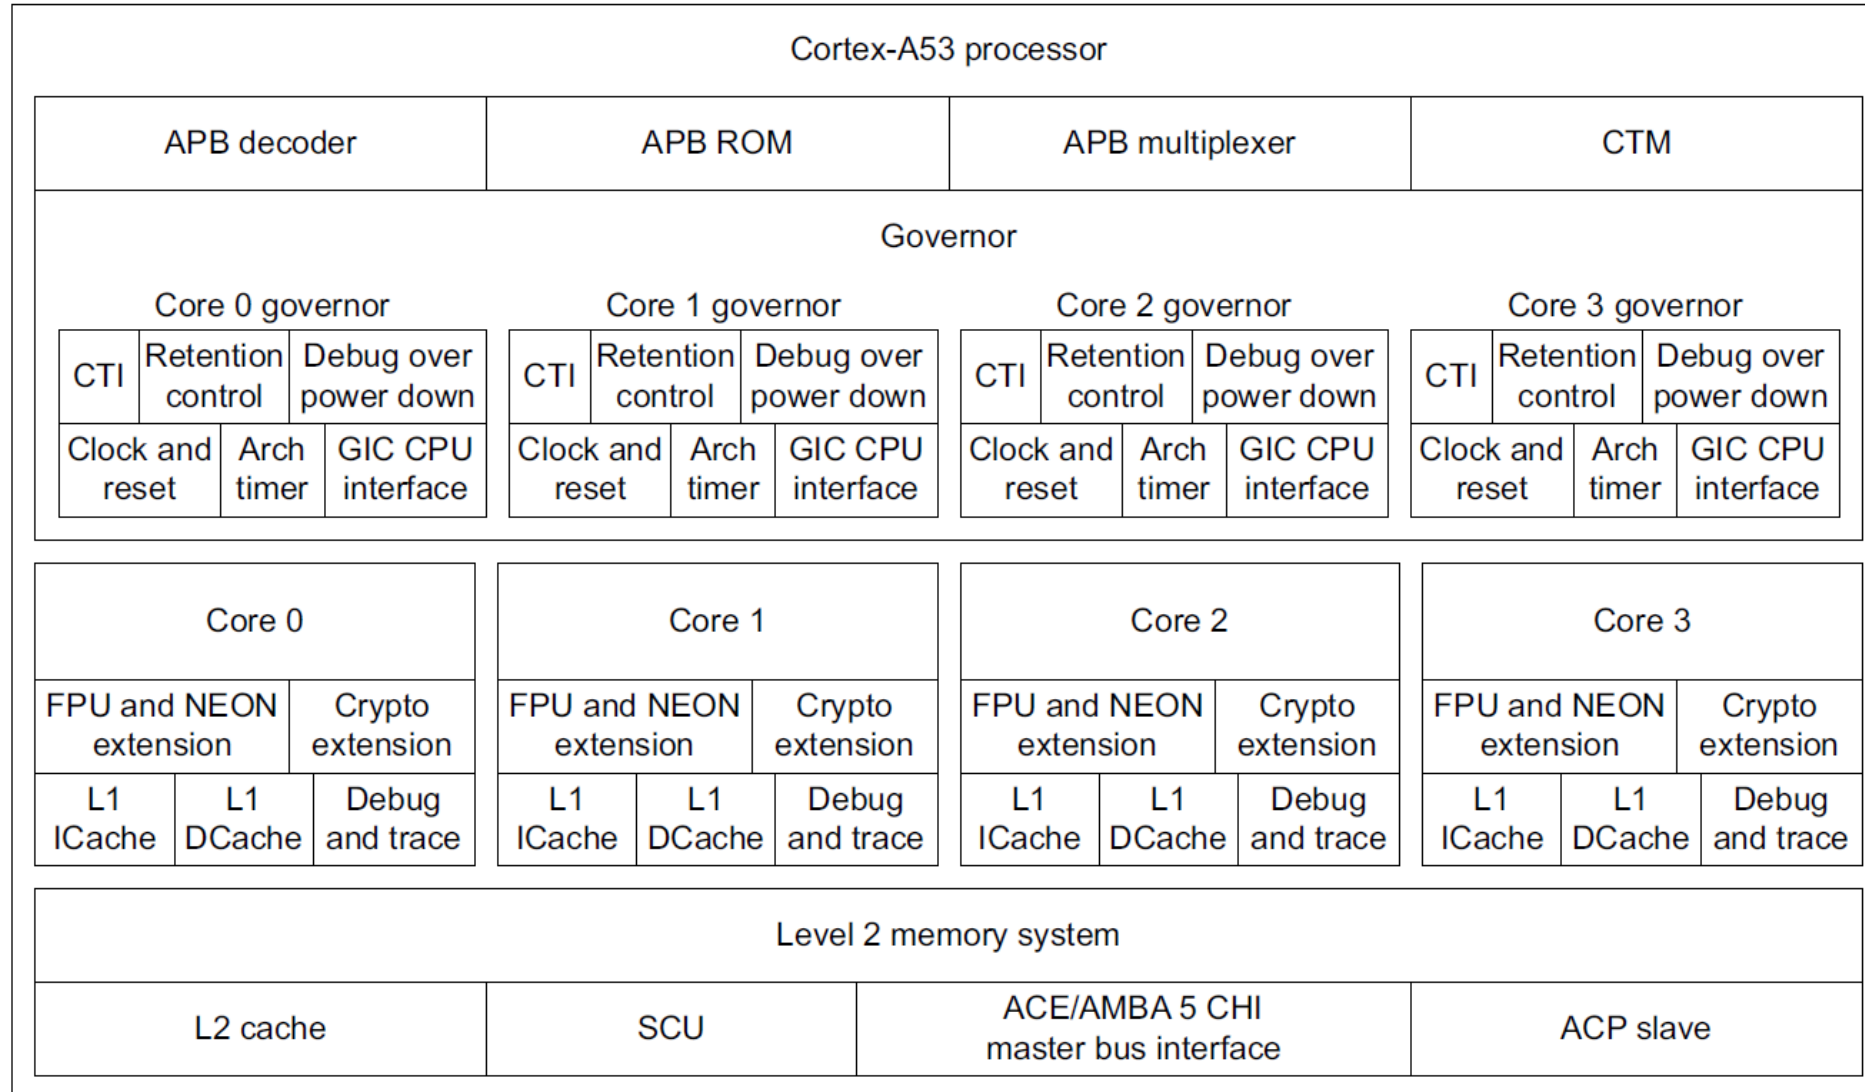 Cortex-A53 processor
APB decoder APB ROM APB multiplexer CTM
Governor
Core 0 governor Core 1 governor Core 2 governor Core 3 governor
CTI Retention control Debug over power down CTI Retention control Debug over power down CTI Retention control Debug over power down CTI Retention control Debug over power down
Clock and reset Arch timer GIC CPU interface Clock and reset Arch timer GIC CPU interface Clock and reset Arch timer GIC CPU interface Clock and reset Arch timer GIC CPU interface
Core 0 Core 1 Core 2 Core 3
FPU and NEON extension Crypto extension FPU and NEON extension Crypto extension FPU and NEON extension Crypto extension FPU and NEON extension Crypto extension
L1 ICache L1 DCache Debug and trace L1 ICache L1 DCache Debug and trace L1 ICache L1 DCache Debug and trace L1 ICache L1 DCache Debug and trace
Level 2 memory system
L2 cache SCU ACE/AMBA 5 CHI master bus interface ACP slave